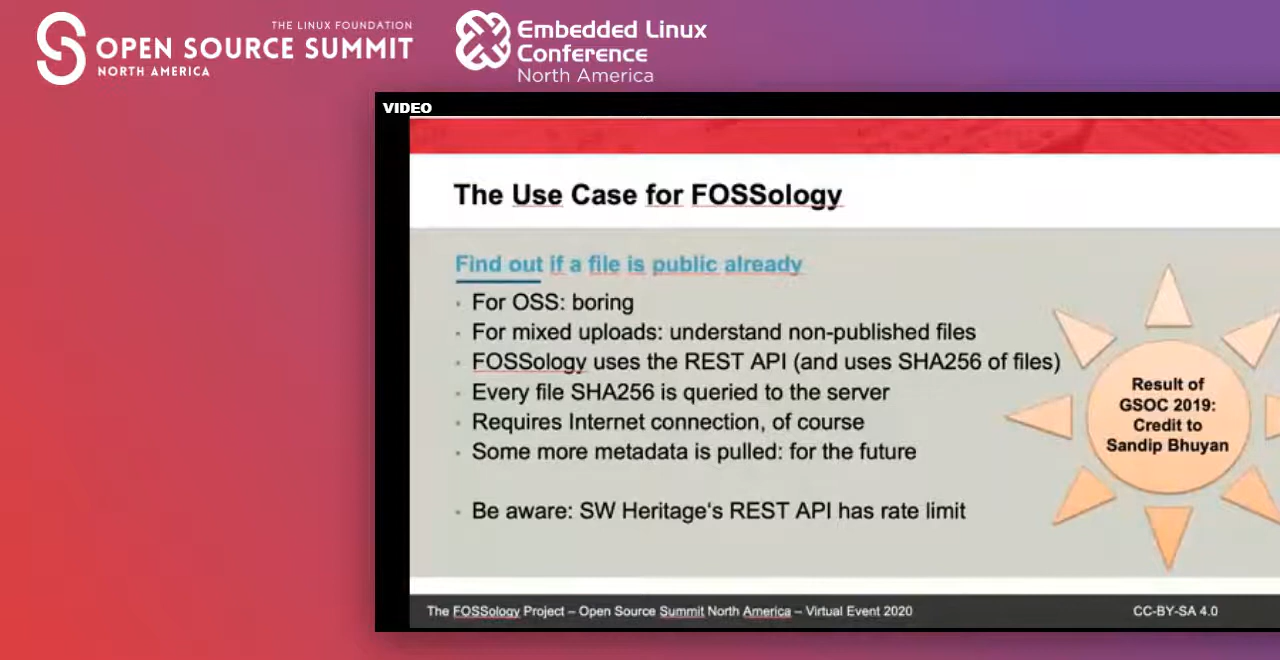 THE LINUX FOUNDATION
OPEN SOURCE SUMMIT
NORTH AMERICA
Embedded Linux
Conference
North America
VIDEO
The Use Case for FOSSology
Find out if a file is public already
· For OSS: boring
· For mixed uploads: understand non-published files
· FOSSology uses the REST API (and uses SHA256 of files)
· Every file SHA256 is queried to the server
· Requires Internet connection, of course
· Some more metadata is pulled: for the future
· Be aware: SW Heritage's REST API has rate limit
Result of
GSOC 2019:
Credit to
Sandip Bhuyan
The FOSSology Project – Open Source Summit North America – Virtual Event 2020
CC-BY-SA 4.0